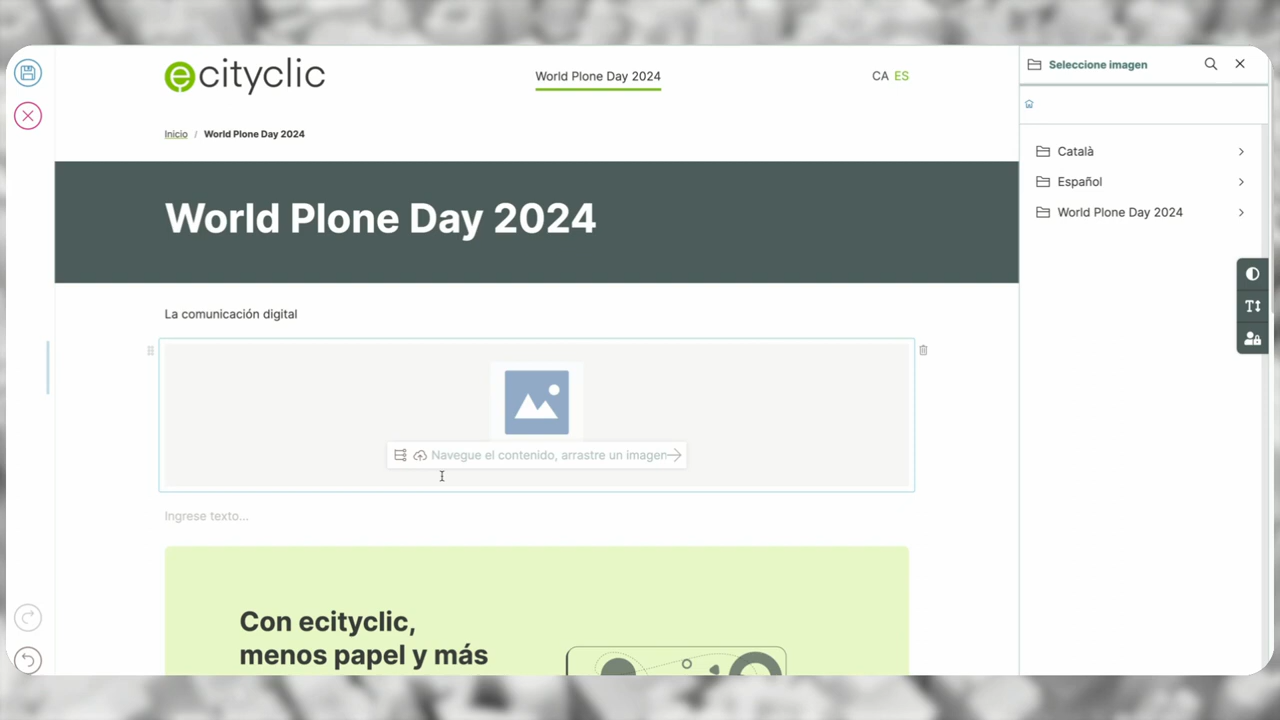 ecityclic
World Plone Day 2024
CA ES
Inicio / World Plone Day 2024
World Plone Day 2024
La comunicación digital
Navegue el contenido, arrastre un imagen
Ingrese texto...
Con ecityclic,
menos papel y más
Seleccione imagen
Català
Español
World Plone Day 2024
T